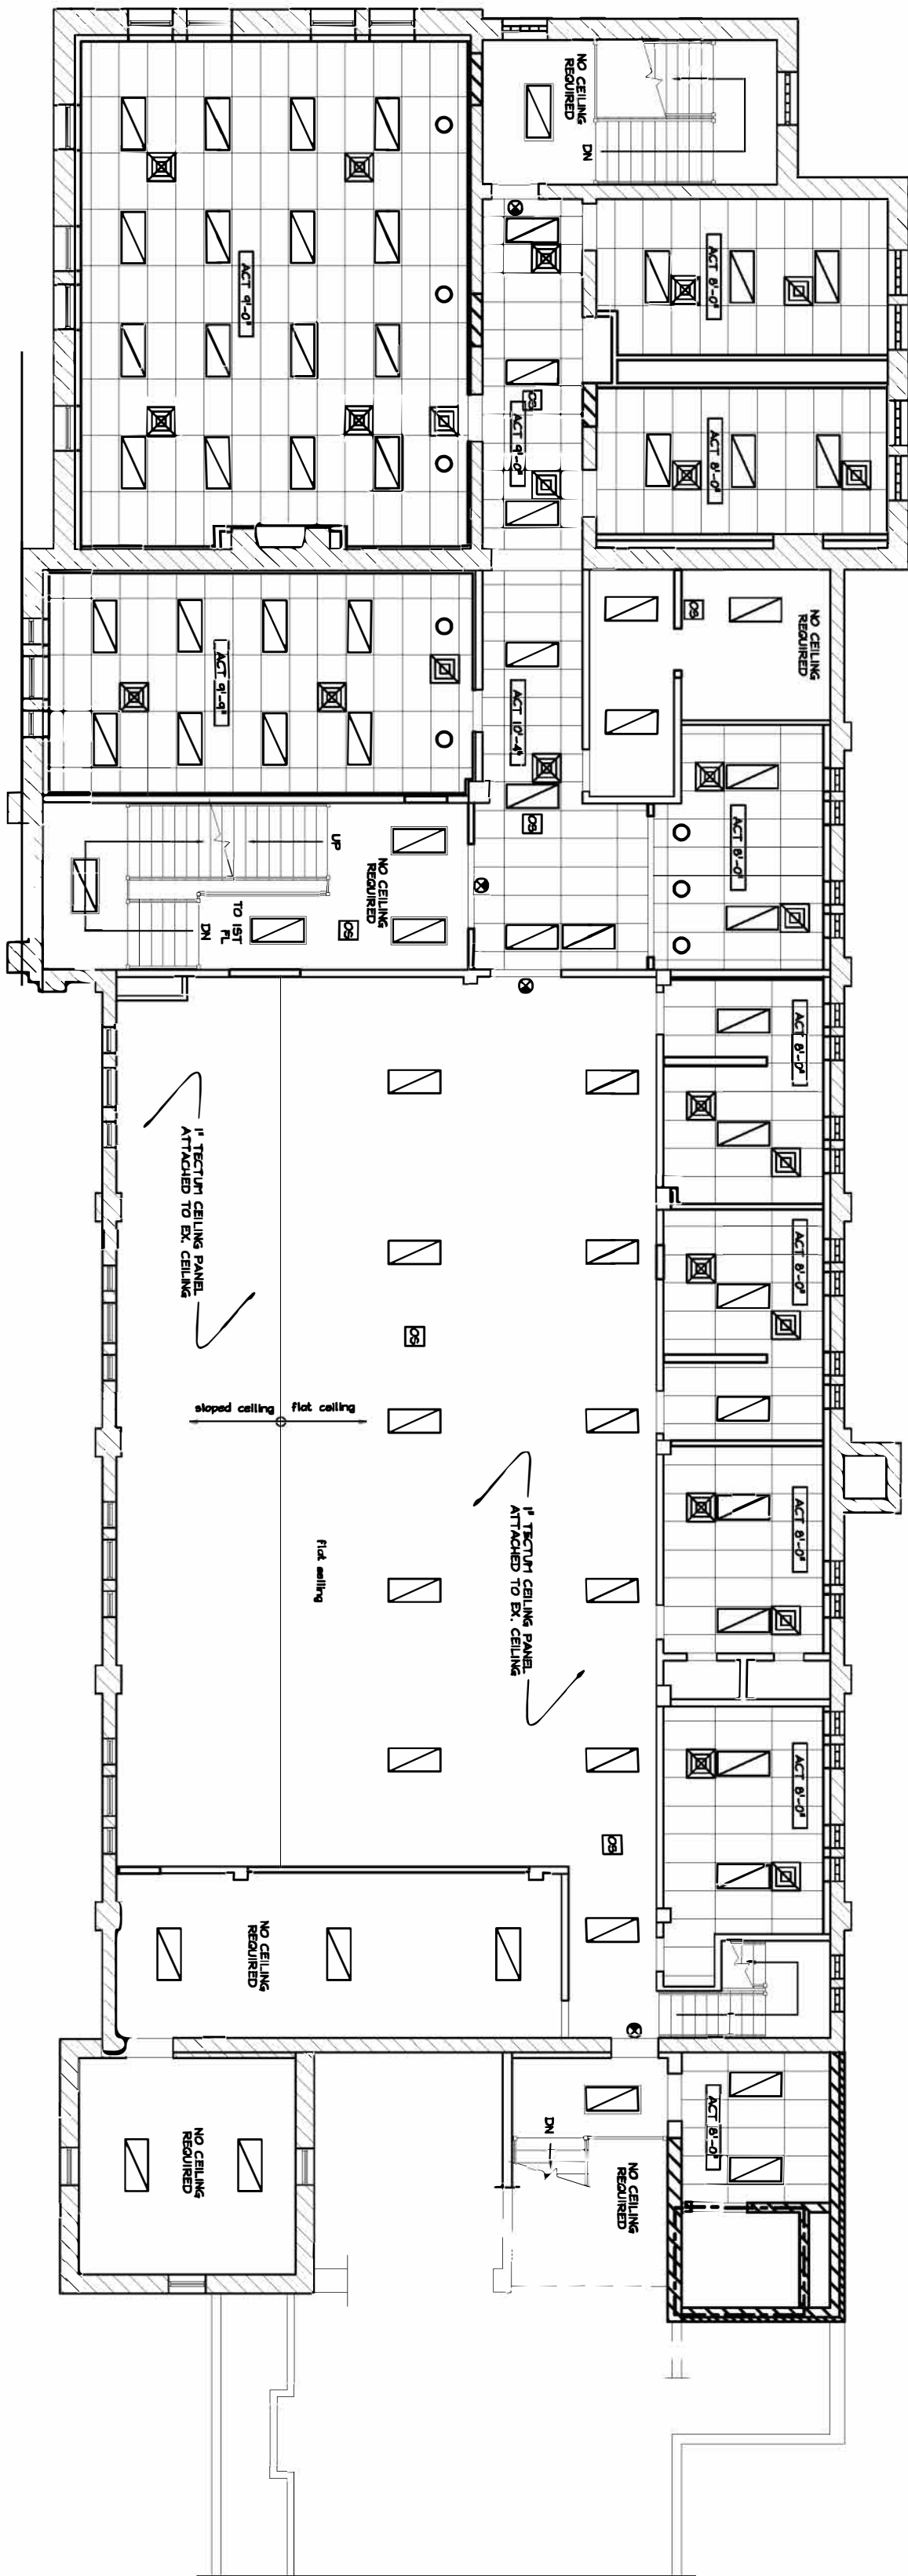 NO CEILING
REQUIRED
DN
ACT 8'-0"
ACT 9'-0"
OS
ACT 9'-0"
ACT 8'-0"
NO CEILING
REQUIRED
OS
ACT 9'-9"
ACT 10'-4"
ACT 8'-0"
OS
UP
NO CEILING
REQUIRED
TO 1ST
FL
DN
OS
ACT 8'-0"
1" TECTUM CEILING PANEL
ATTACHED TO EX. CEILING
ACT 8'-0"
OS
sloped ceiling
flat ceiling
1" TECTUM CEILING PANEL
ATTACHED TO EX. CEILING
ACT 8'-0"
flat ceiling
ACT 8'-0"
OS
NO CEILING
REQUIRED
ACT 8'-0"
DN
NO CEILING
REQUIRED
NO CEILING
REQUIRED